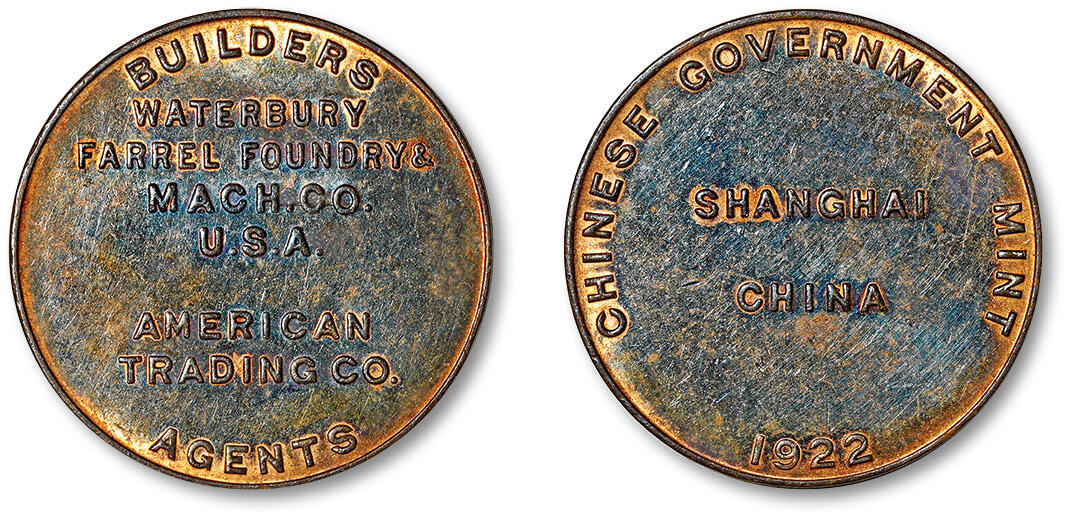 BUILDERS
WATERBURY
FARREL FOUNDRY&
MACH.CO.
U.S.A.
AMERICAN
TRADING CO.
AGENTS
CHINESE GOVERNMENT MINT
SHANGHAI
CHINA
1922